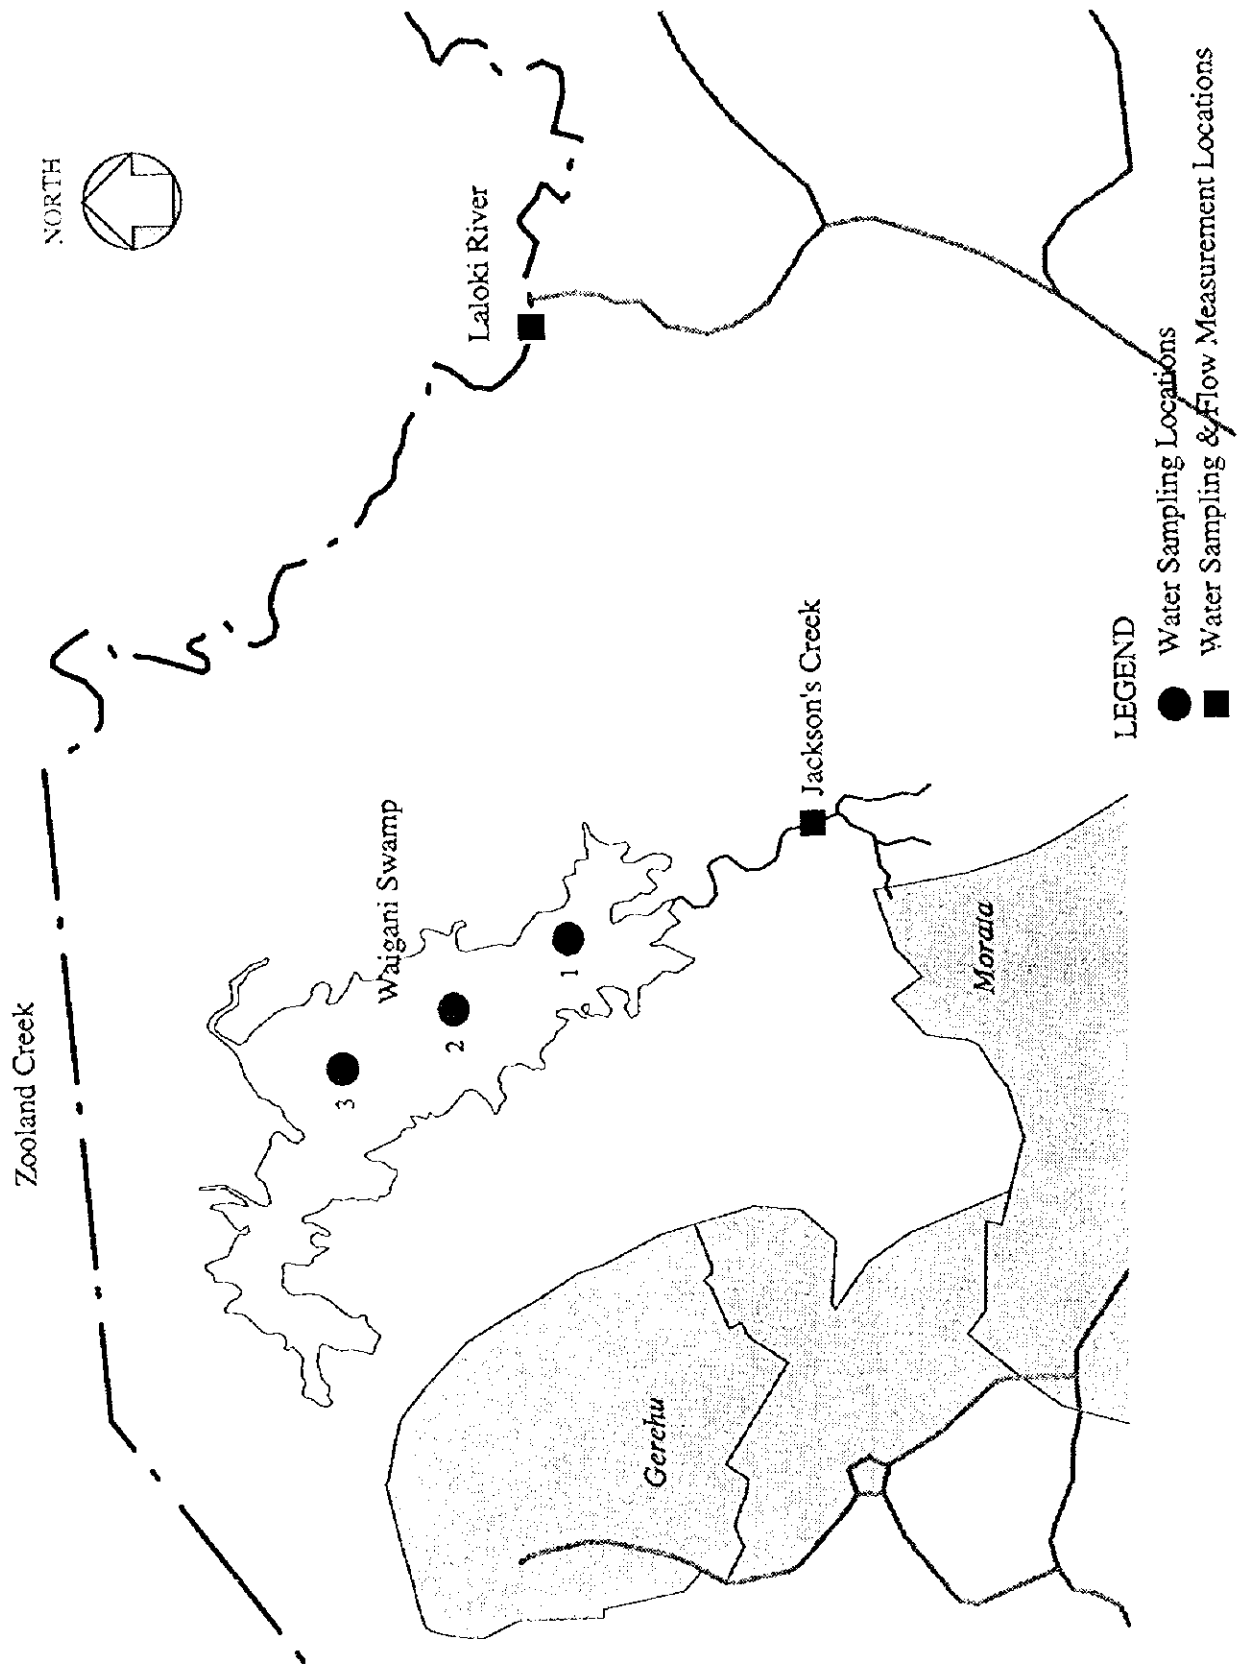 NORTH
Zooland Creek
Laloki River
Waigani Swamp
3
2
1
Jackson's Creek
Gerehu
Morata
LEGEND
Water Sampling Locations
Water Sampling & Flow Measurement Locations